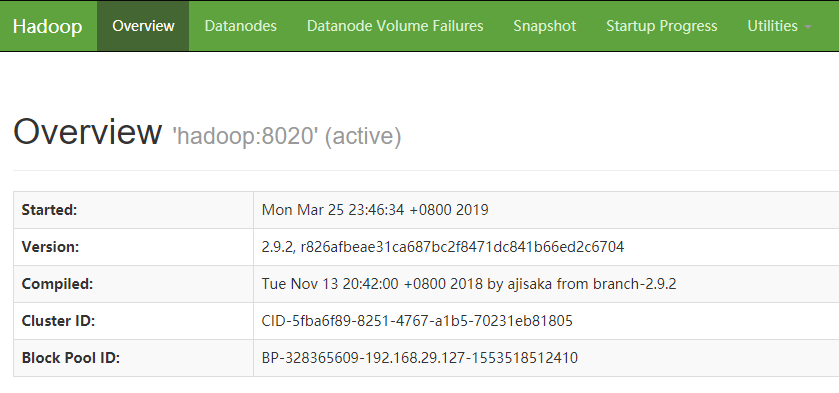 Hadoop Overview Datanodes Datanode Volume Failures Snapshot Startup Progress Utilities
Overview 'hadoop:8020' (active)
Started: Mon Mar 25 23:46:34 +0800 2019
Version: 2.9.2, r826afbeae31ca687bc2f8471dc841b66ed2c6704
Compiled: Tue Nov 13 20:42:00 +0800 2018 by ajisaka from branch-2.9.2
Cluster ID: CID-5fba6f89-8251-4767-a1b5-70231eb81805
Block Pool ID: BP-328365609-192.168.29.127-1553518512410